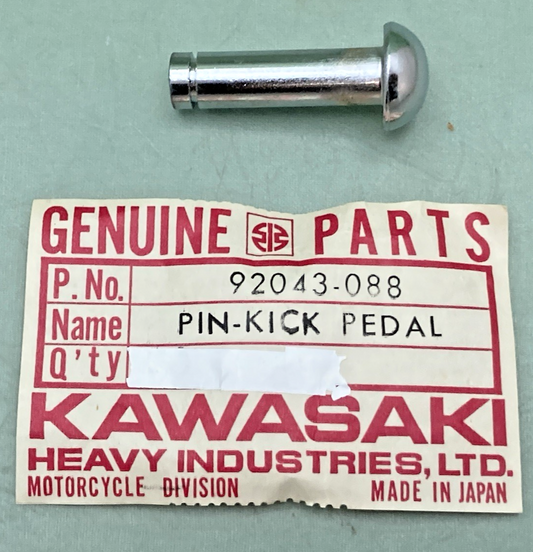 GENUINE PARTS
P. No. 92043-088
Name PIN-KICK PEDAL
Q'ty
KAWASAKI
HEAVY INDUSTRIES, LTD.
MOTORCYCLE DIVISION MADE IN JAPAN